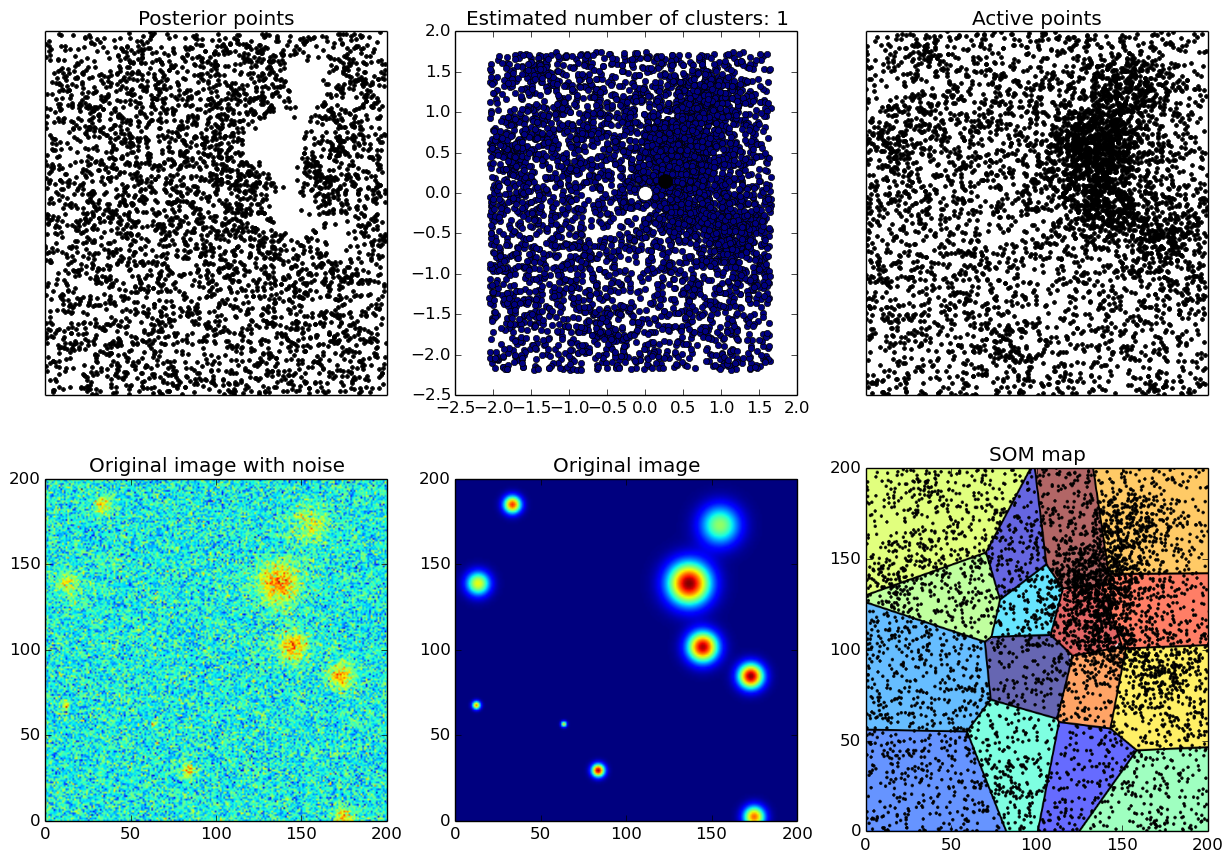 Posterior points
Estimated number of clusters: 1
Active points
2.0
1.5
1.0
0.5
0.0
−0.5
−1.0
−1.5
−2.0
−2.5
−2.5 −2.0 −1.5 −1.0 −0.5 0.0 0.5 1.0 1.5 2.0
Original image with noise
Original image
SOM map
200
150
100
50
0
0 50 100 150 200
200
150
100
50
0
0 50 100 150 200
200
150
100
50
0
0 50 100 150 200